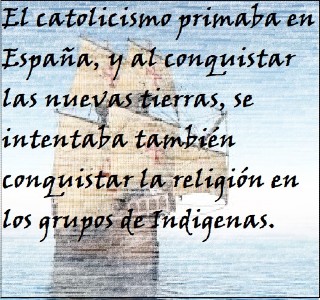 El catolicismo primaba en
España, y al conquistar
las nuevas tierras, se
intentaba también
conquistar la religión en
los grupos de Indigenas.